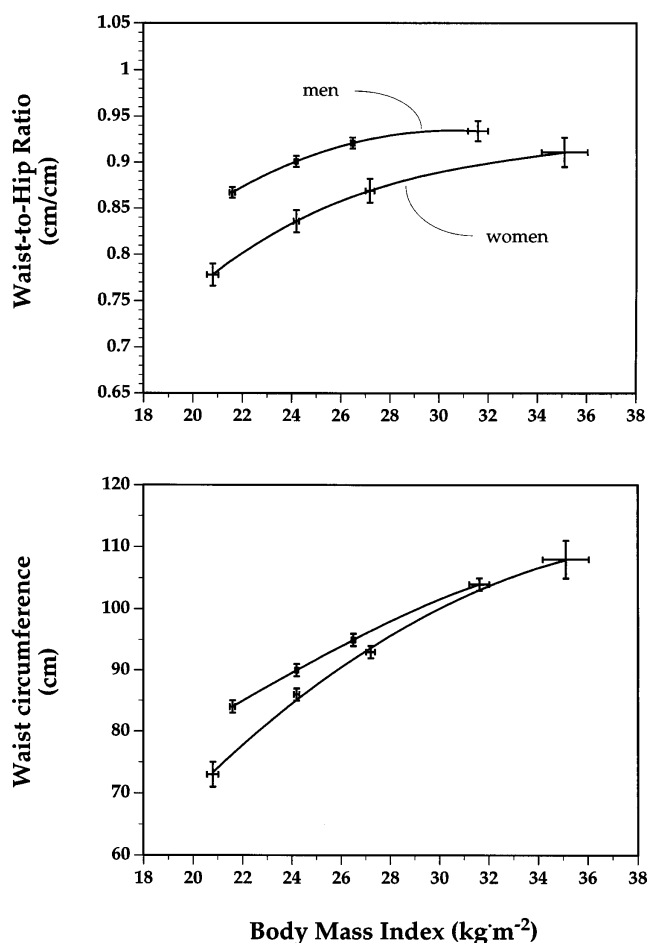 1.05
1
0.95
0.9
0.85
0.8
0.75
0.7
0.65
men
women
Waist-to-Hip Ratio
(cm/cm)
18 20 22 24 26 28 30 32 34 36 38
120
110
100
90
80
70
60
Waist circumference
(cm)
18 20 22 24 26 28 30 32 34 36 38
Body Mass Index (kg·m-2)